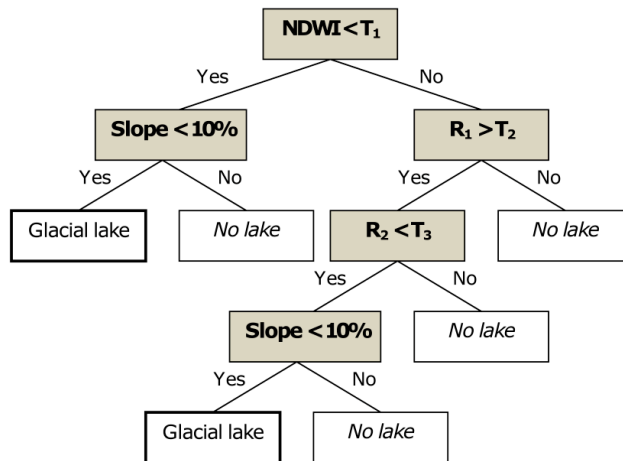 NDWI<T₁
Yes
No
Slope<10%
R₁>T₂
Yes
No
Yes
No
Glacial lake
No lake
R₂<T₃
No lake
Yes
No
Slope<10%
No lake
Yes
No
Glacial lake
No lake